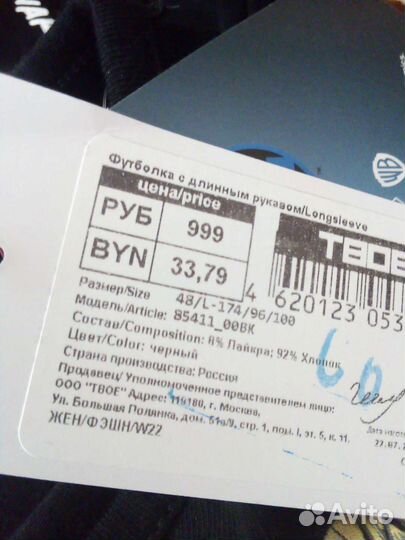 Футболка с длинным рукавом/Longsleeve
цена/price
РУБ 999
BYN 33,79
ТВОЕ
4 620123 053
Размер/Size 48/L-174/96/100
Модель/Article: 85411_00BK
Состав/Composition: 8% Лайкра; 92% Хлопок
Цвет/Color: черный
Страна производства: Россия
Продавец/ Уполномоченное представителем лицо:
ООО "ТВОЕ" Адрес: 119180, г. Москва,
Ул. Большая Полянка, дом. 51а/9, стр. 1, пом. I, эт. 5, к. 11.
ЖЕН/ФЭШН/W22
60
WB
Avito